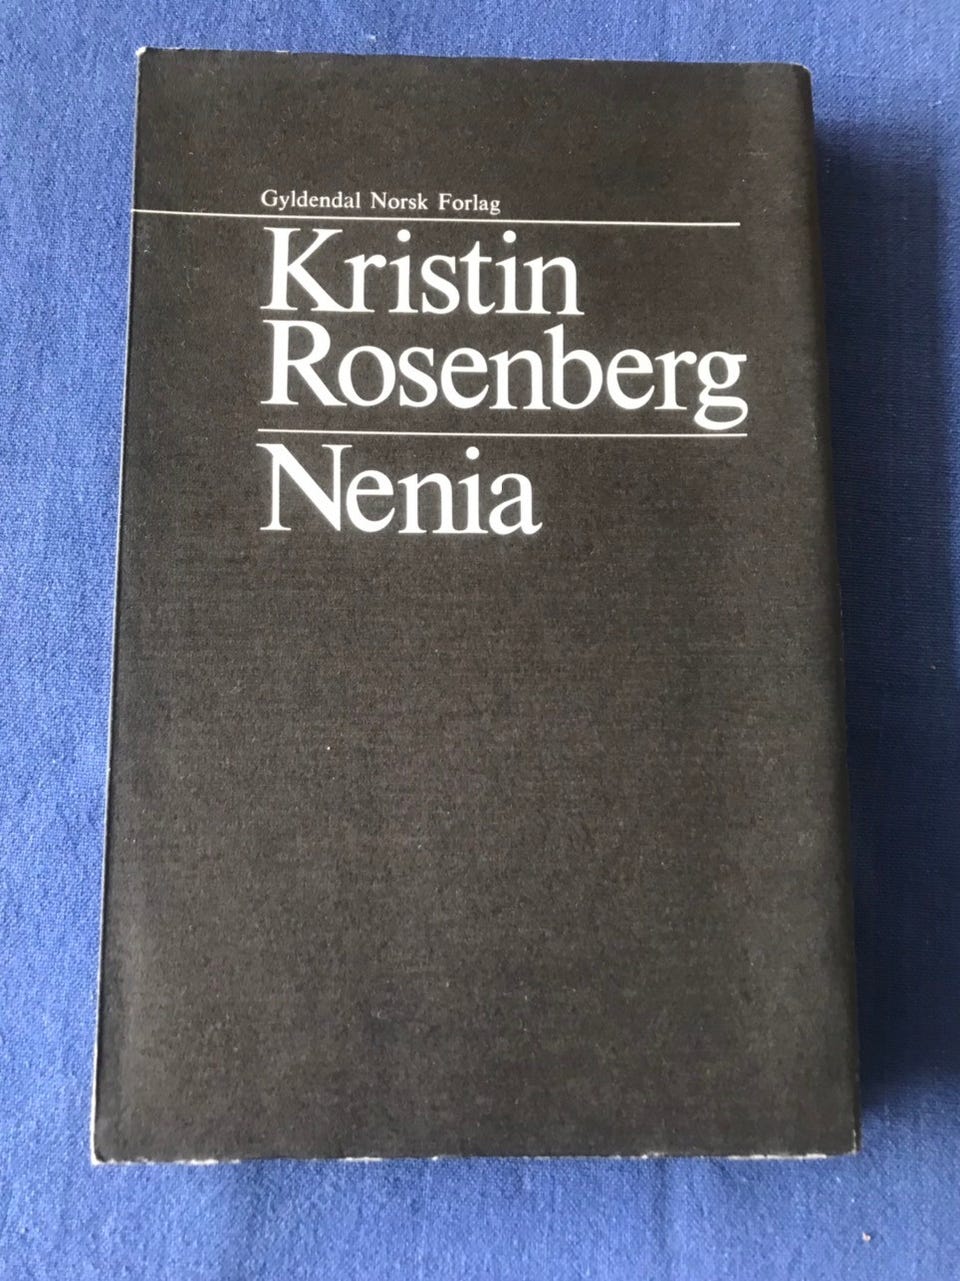 Gyldendal Norsk Forlag
Kristin
Rosenberg
Nenia